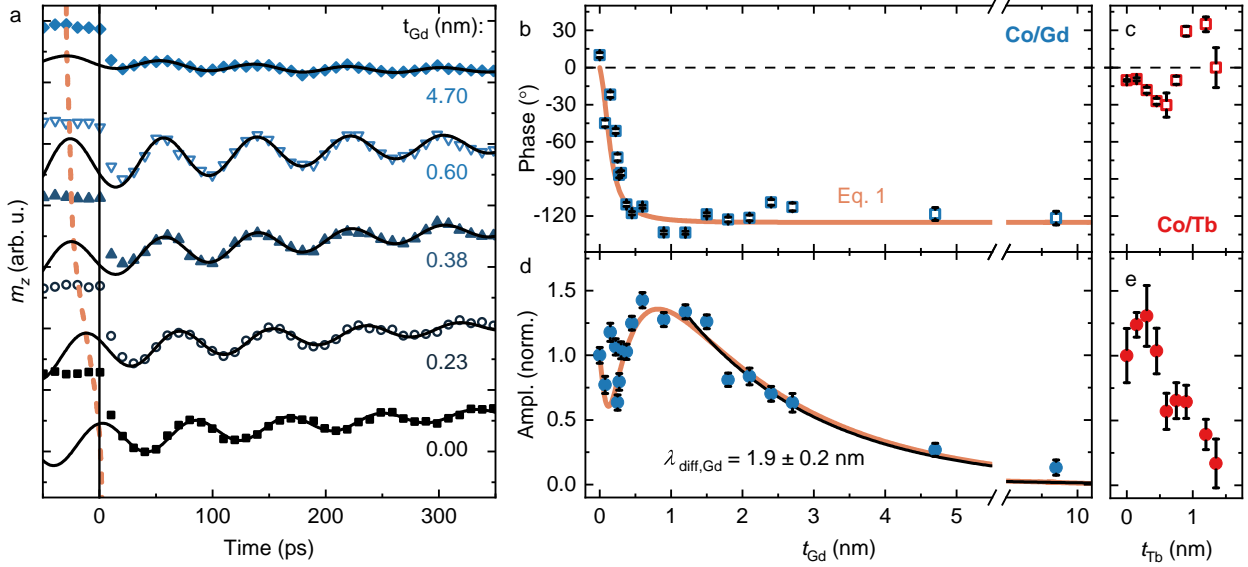 a
t_Gd (nm):
4.70
0.60
0.38
0.23
0.00
m_z (arb. u.)
0 100 200 300
Time (ps)
b
Co/Gd
30
0
-30
-60
-90
-120
Phase (°)
Eq. 1
c
Co/Tb
d
1.5
1.0
0.5
0.0
Ampl. (norm.)
λ_diff,Gd = 1.9 ± 0.2 nm
0 1 2 3 4 5 10
t_Gd (nm)
e
0 1
t_Tb (nm)